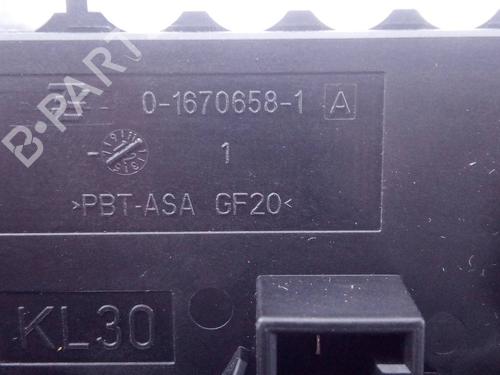 0-1670658-1 A
1
>PBT-ASA GF20<
KL30
B-PARTS